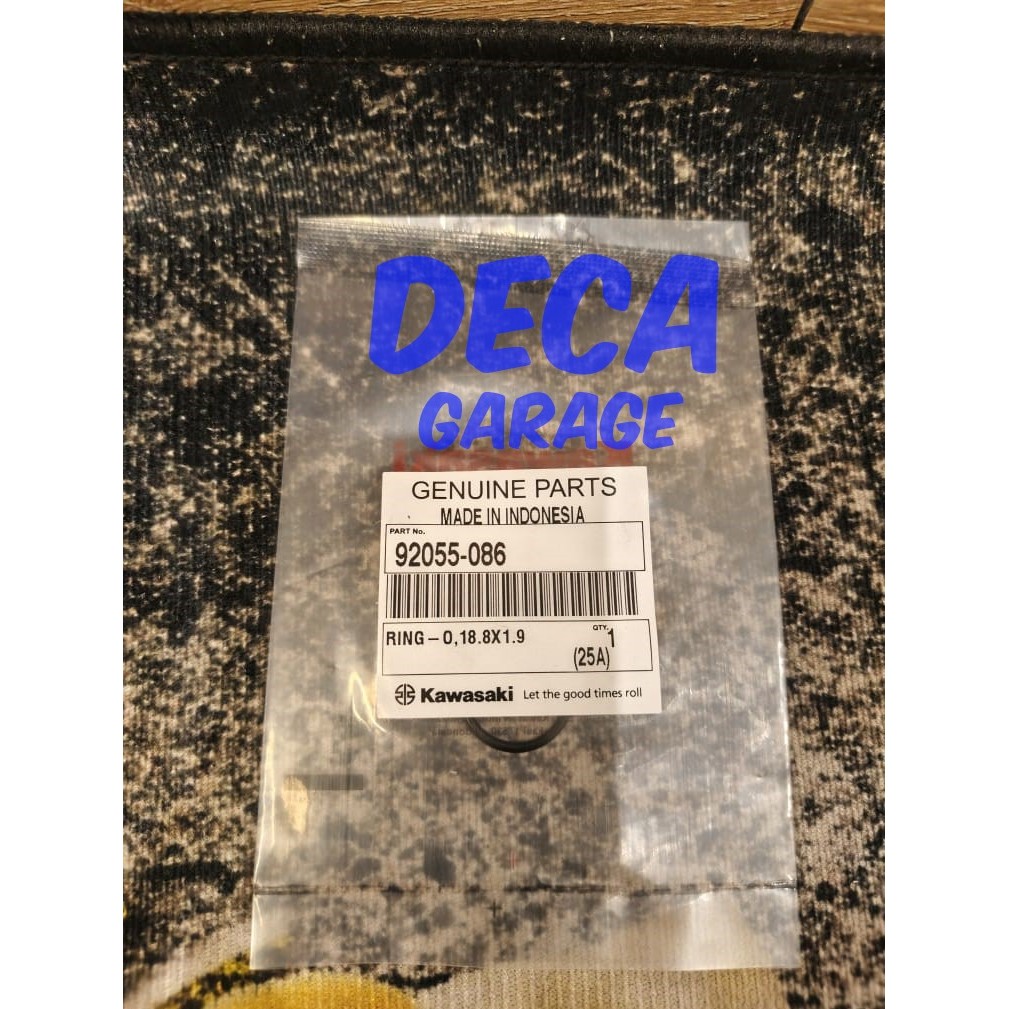 DECA
GARAGE
GENUINE PARTS
MADE IN INDONESIA
PART No.
92055-086
RING – O,18.8X1.9
QTY. 1
(25A)
Kawasaki Let the good times roll